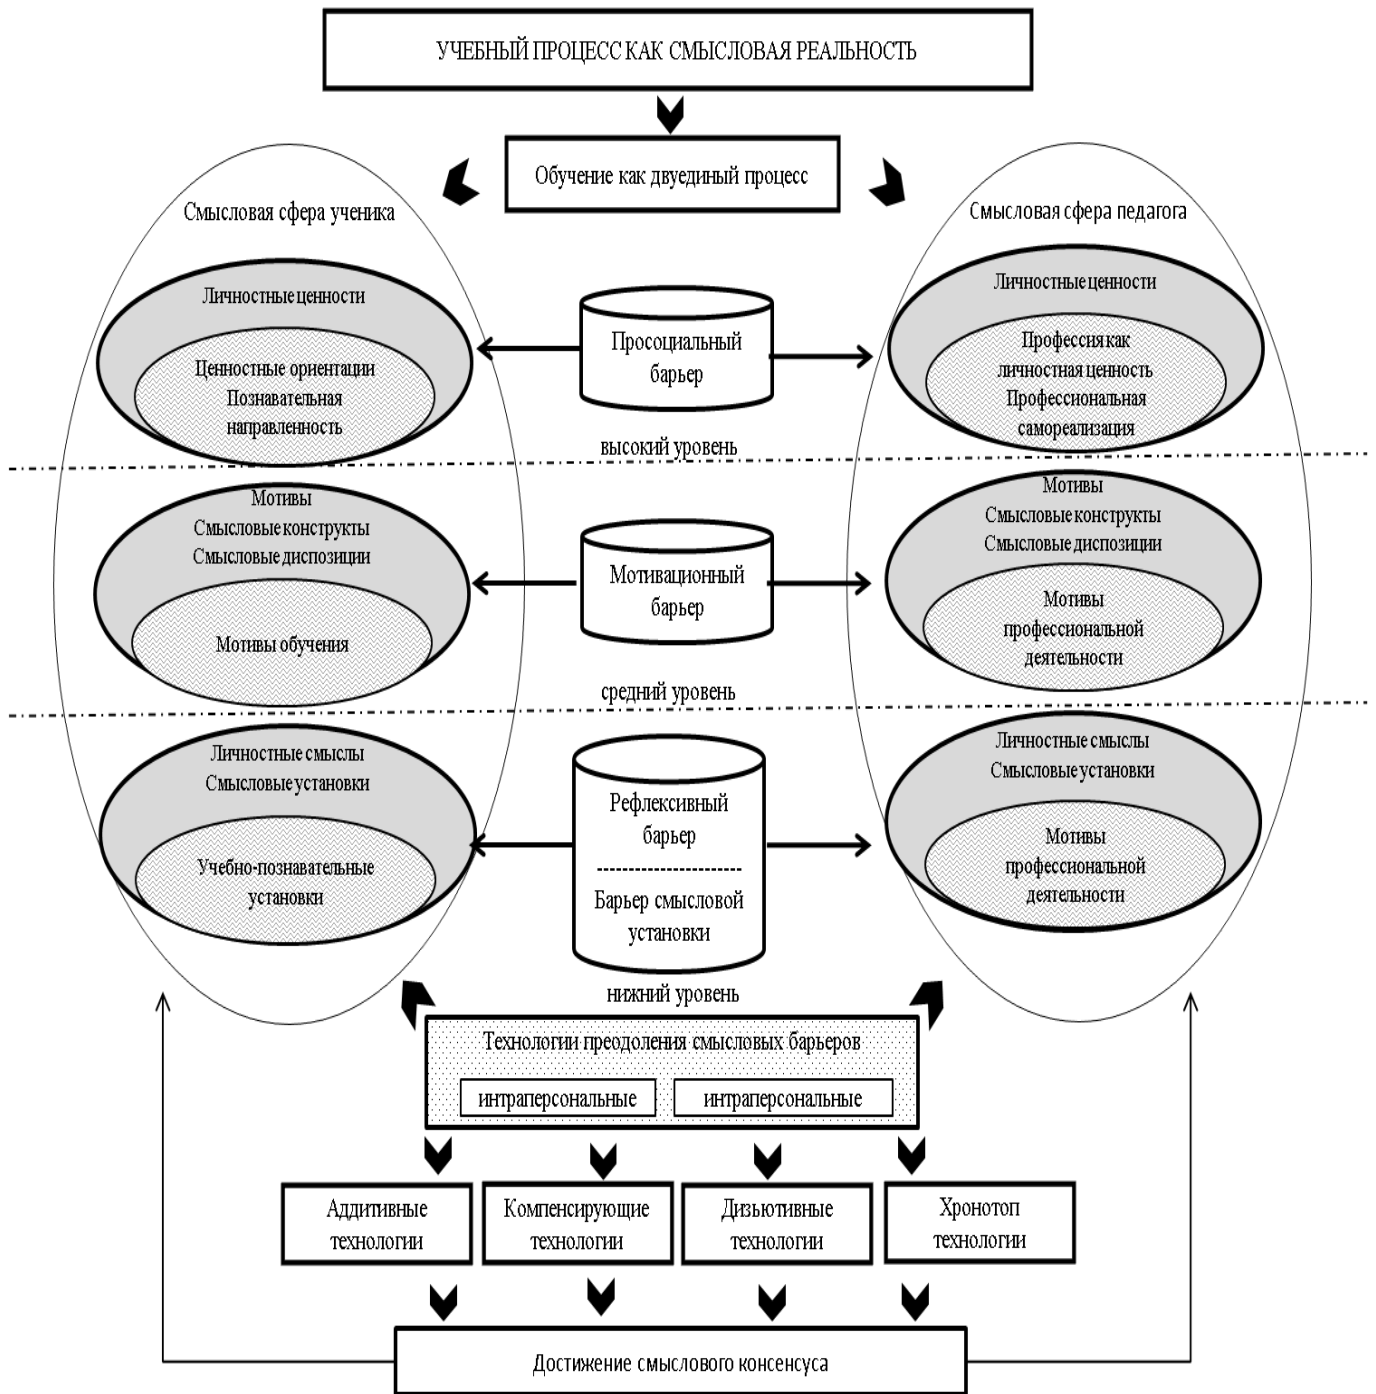 УЧЕБНЫЙ ПРОЦЕСС КАК СМЫСЛОВАЯ РЕАЛЬНОСТЬ
Обучение как двуединый процесс
Смысловая сфера ученика
Смысловая сфера педагога
Личностные ценности
Ценностные ориентации
Познавательная
направленность
Просоциальный
барьер
Личностные ценности
Профессия как
личностная ценность
Профессиональная
самореализация
высокий уровень
Мотивы
Смысловые конструкты
Смысловые диспозиции
Мотивы обучения
Мотивационный
барьер
Мотивы
Смысловые конструкты
Смысловые диспозиции
Мотивы
профессиональной
деятельности
средний уровень
Личностные смыслы
Смысловые установки
Учебно-познавательные
установки
Рефлексивный
барьер
Барьер смысловой
установки
Личностные смыслы
Смысловые установки
Мотивы
профессиональной
деятельности
нижний уровень
Технологии преодоления смысловых барьеров
интраперсональные
интраперсональные
Аддитивные
технологии
Компенсирующие
технологии
Дизъютивные
технологии
Хронотоп
технологии
Достижение смыслового консенсуса